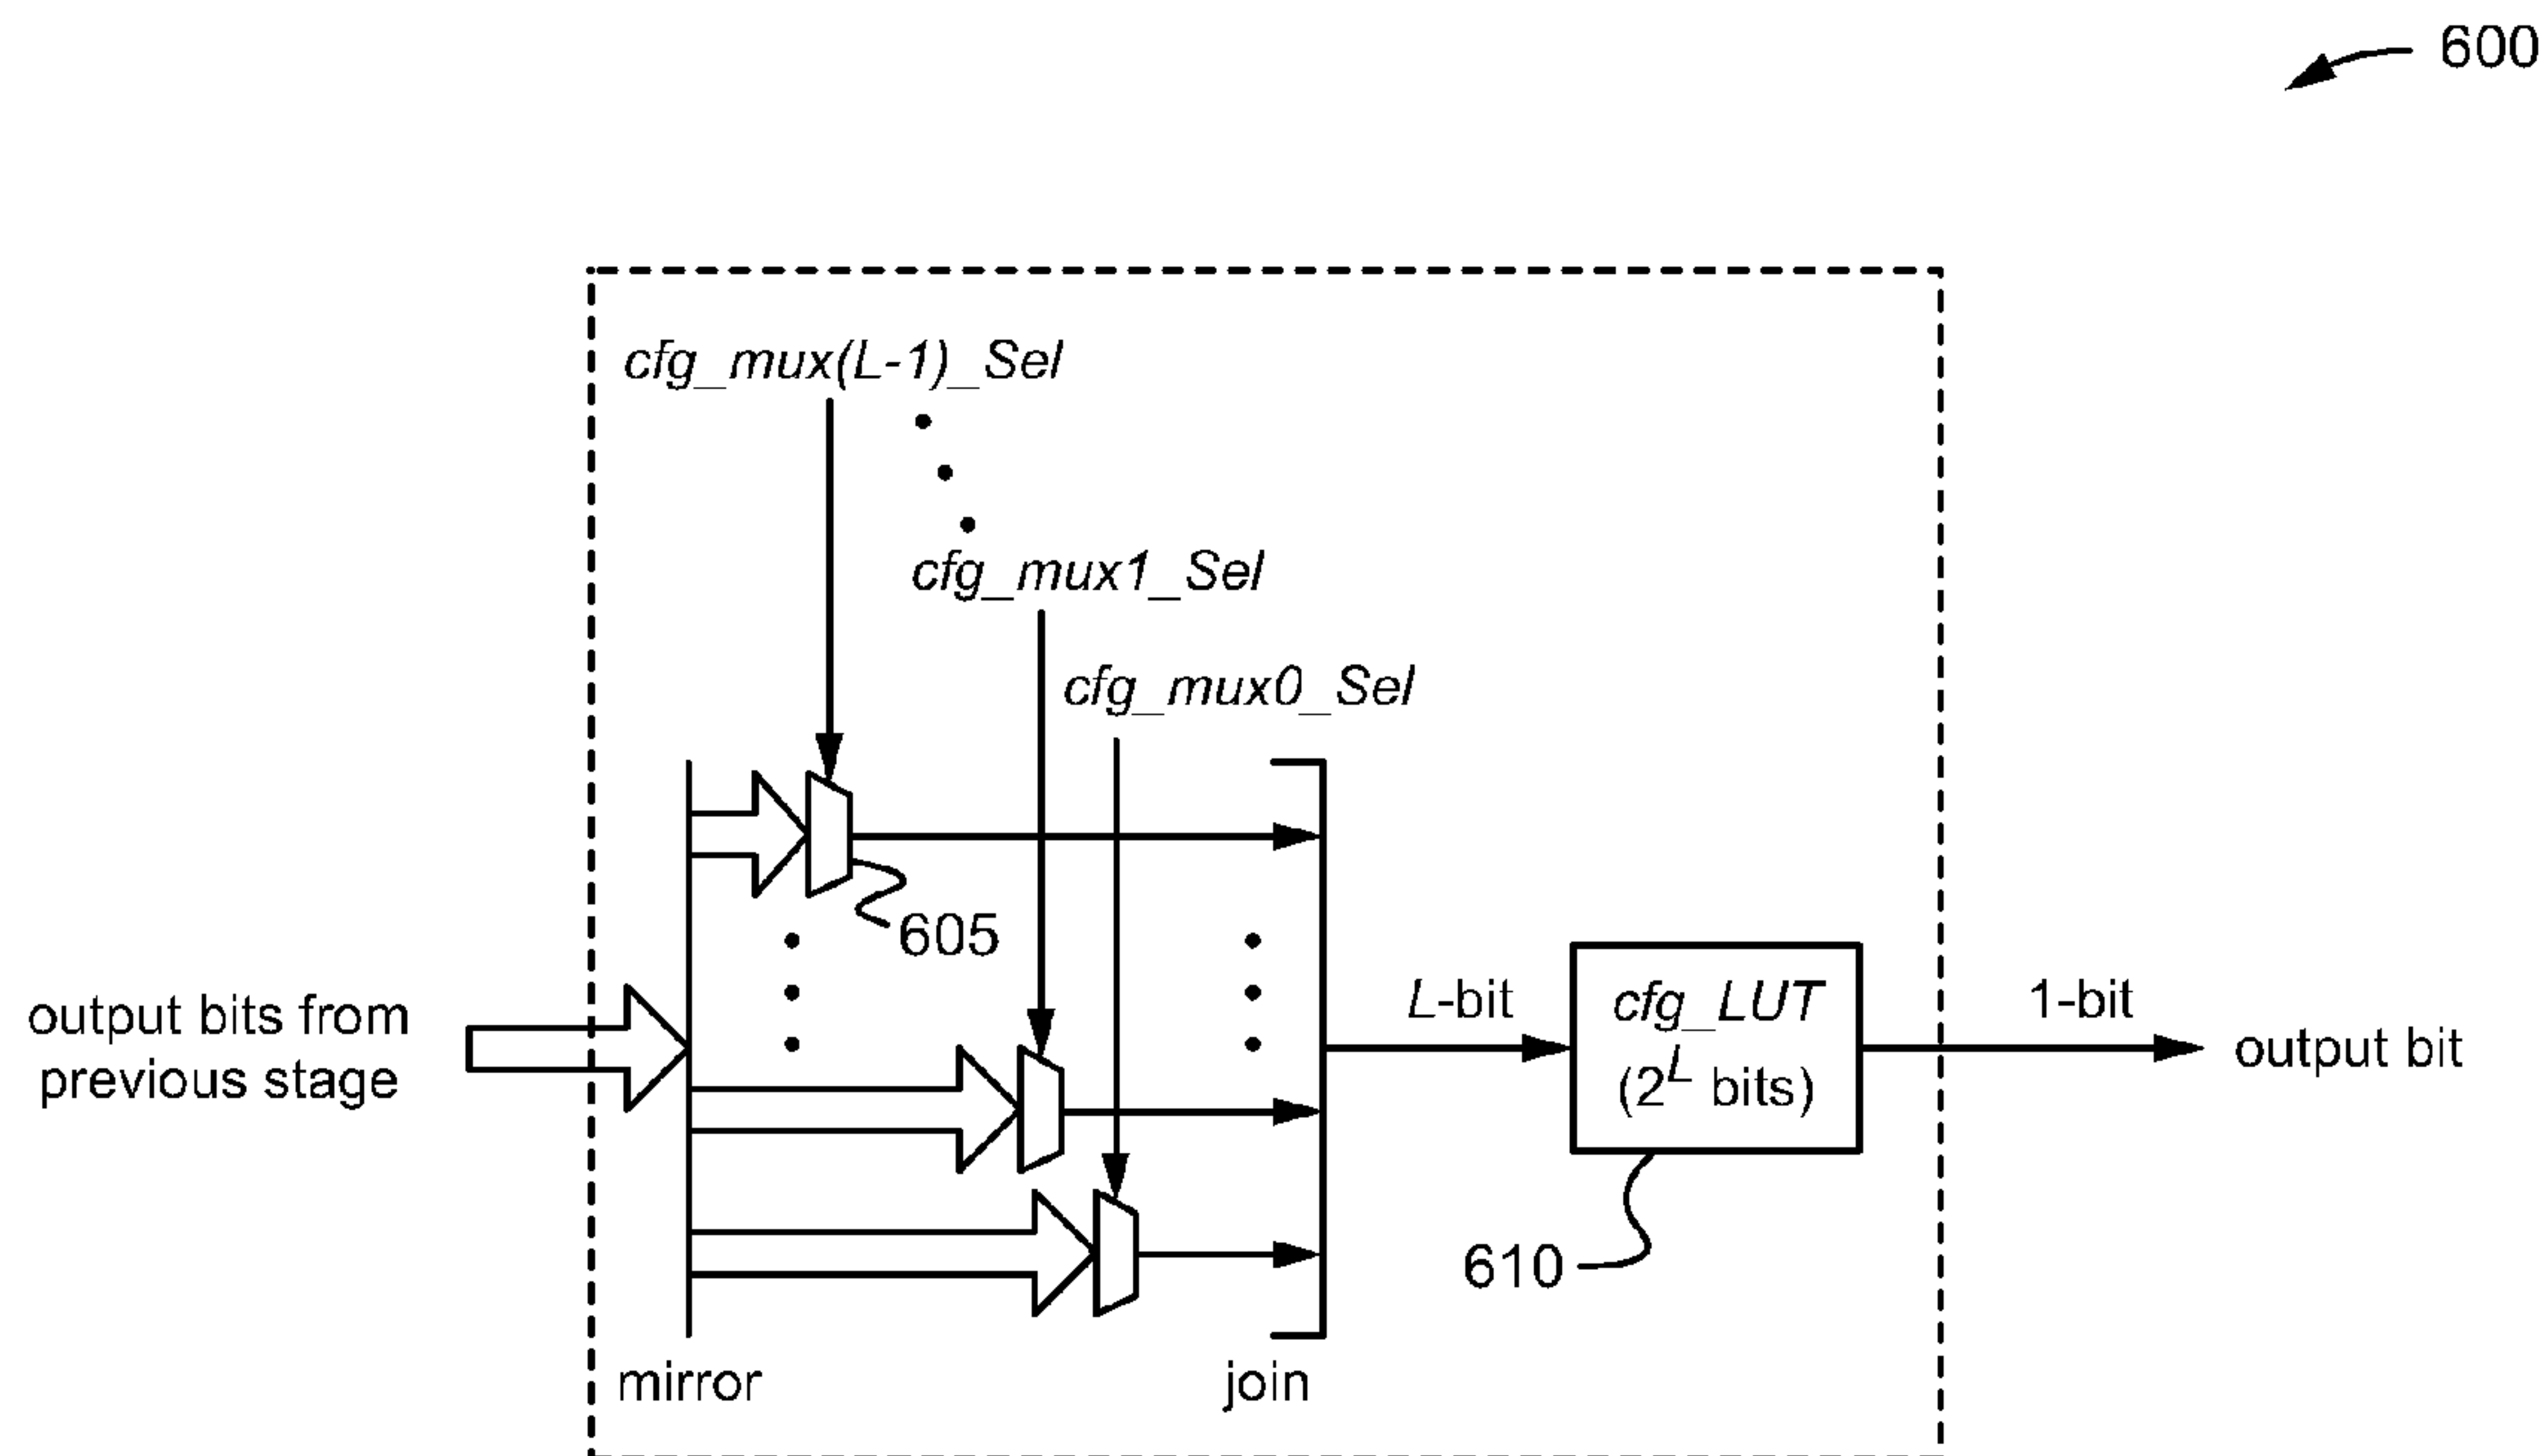 600
cfg_mux(L-1)_Sel
cfg_mux1_Sel
cfg_mux0_Sel
605
output bits from
previous stage
L-bit
cfg_LUT
(2^L bits)
1-bit
output bit
610
mirror
join